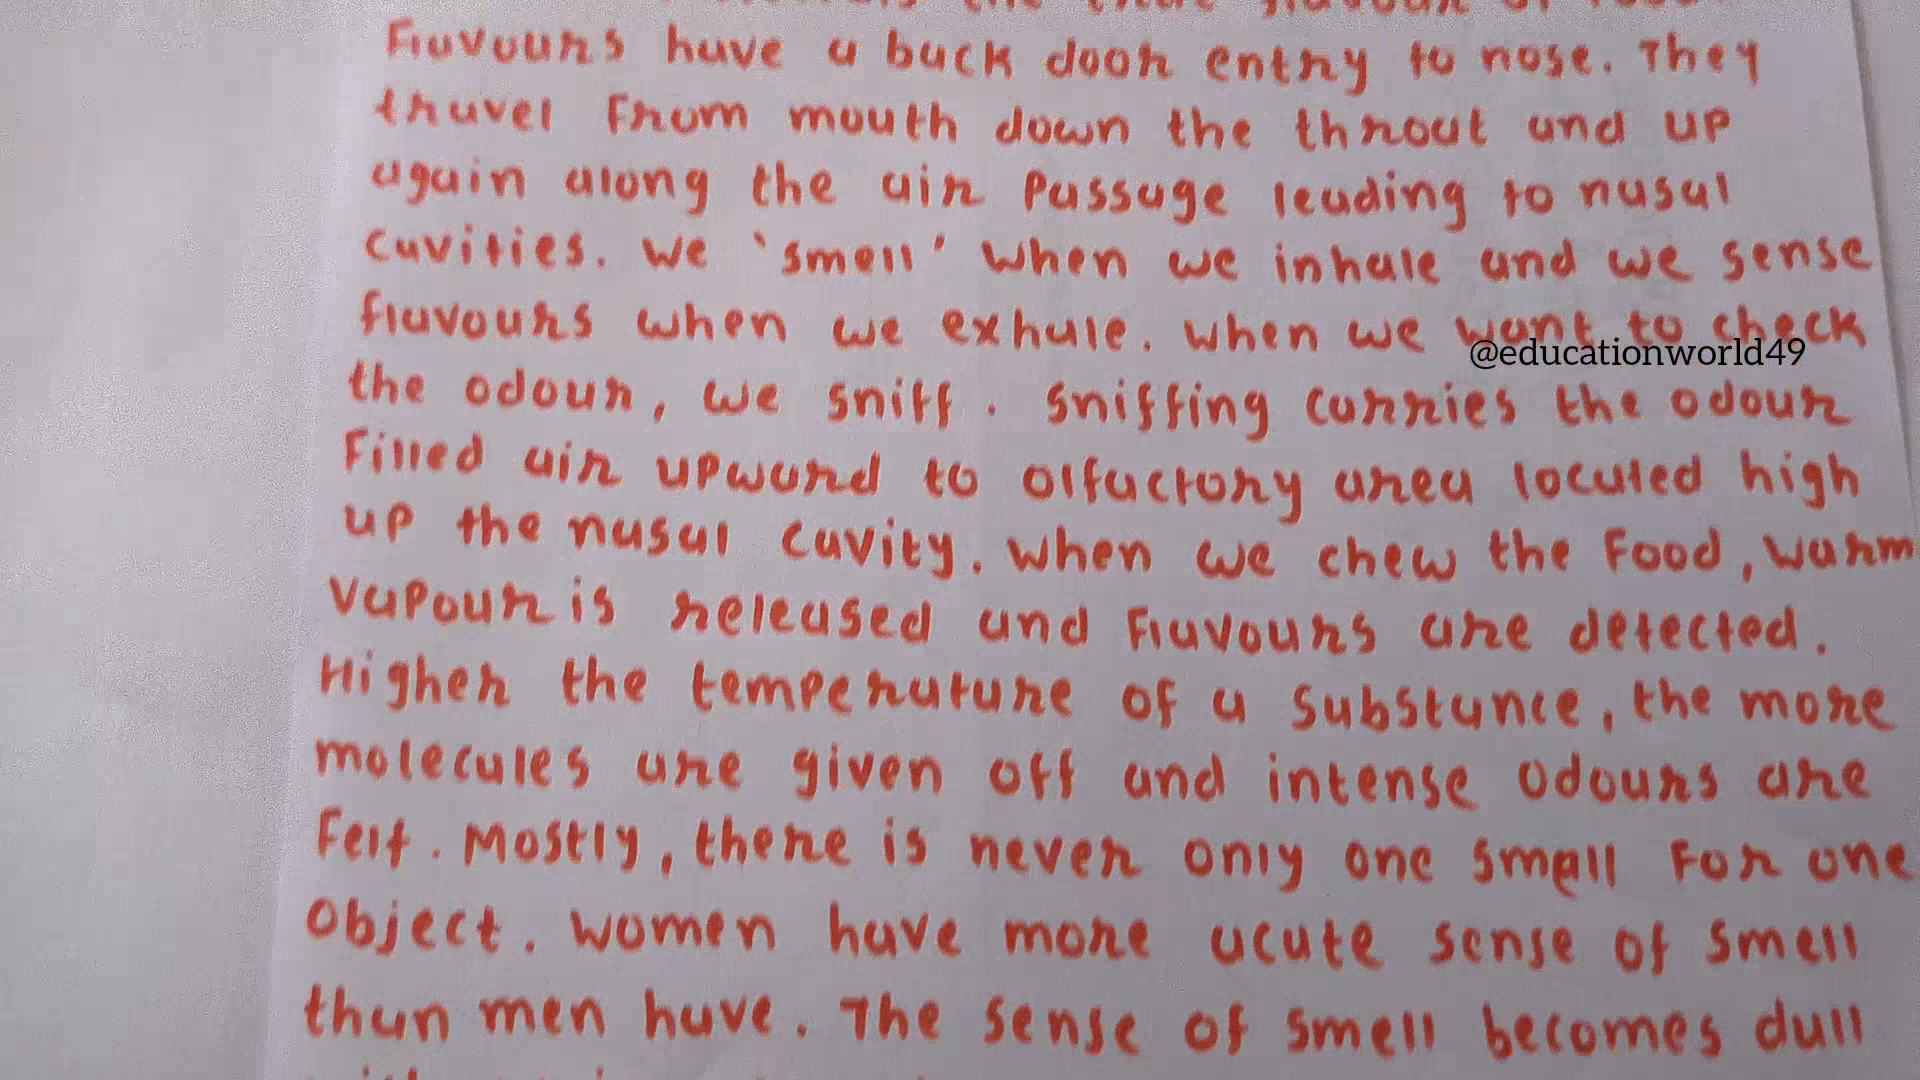 Flavours have a back door entry to nose. They
travel From mouth down the throat and up
again along the air Passage leading to nasal
cavities. We 'smell' when we inhale and we sense
flavours when we exhale. When we want to check
@educationworld49
the odour, we sniff. Sniffing carries the odour
Filled air upward to olfactory area located high
up the nasal cavity. When we chew the Food, warm
vapour is released and Flavours are detected.
Higher the temperature of a substance, the more
molecules are given off and intense odours are
Felt. Mostly, there is never only one smell For one
object. Women have more acute sense of smell
than men have. The sense of smell becomes dull